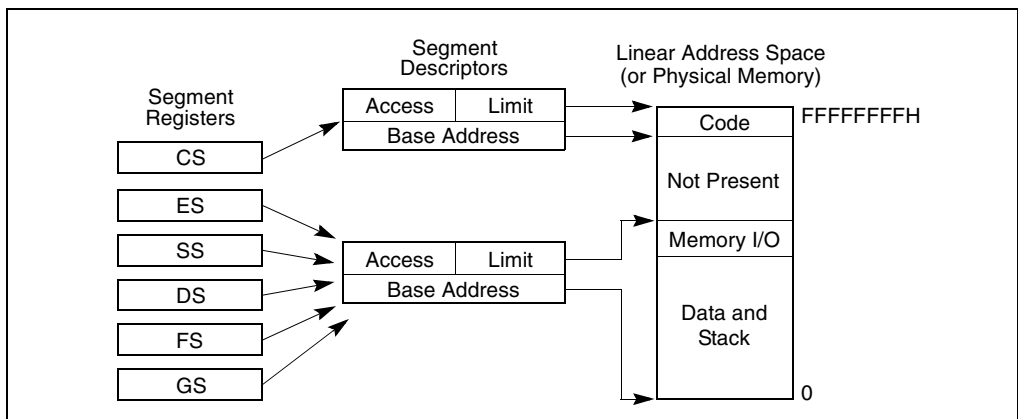 Segment
Registers
CS
ES
SS
DS
FS
GS
Segment
Descriptors
Access Limit
Base Address
Access Limit
Base Address
Linear Address Space
(or Physical Memory)
Code
FFFFFFFFH
Not Present
Memory I/O
Data and
Stack
0